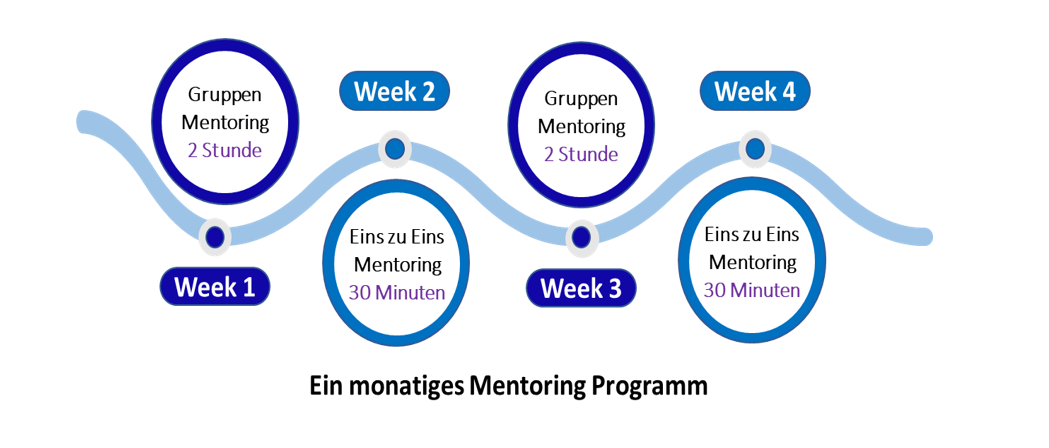 Gruppen
Mentoring
2 Stunde
Week 1
Week 2
Eins zu Eins
Mentoring
30 Minuten
Gruppen
Mentoring
2 Stunde
Week 3
Week 4
Eins zu Eins
Mentoring
30 Minuten
Ein monatiges Mentoring Programm